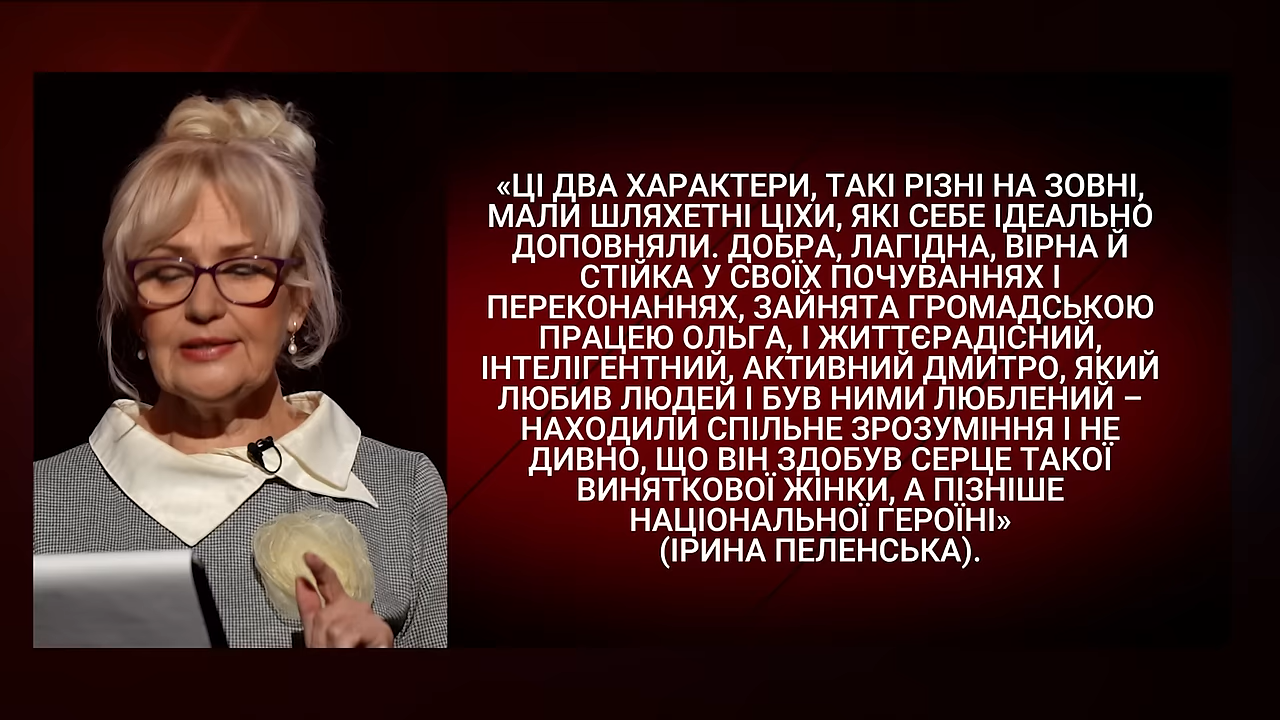 «ЦІ ДВА ХАРАКТЕРИ, ТАКІ РІЗНІ НА ЗОВНІ,
МАЛИ ШЛЯХЕТНІ ЦІХИ, ЯКІ СЕБЕ ІДЕАЛЬНО
ДОПОВНЯЛИ. ДОБРА, ЛАГІДНА, ВІРНА Й
СТІЙКА У СВОЇХ ПОЧУВАННЯХ І
ПЕРЕКОНАННЯХ, ЗАЙНЯТА ГРОМАДСЬКОЮ
ПРАЦЕЮ ОЛЬГА, І ЖИТТЄРАДІСНИЙ,
ІНТЕЛІГЕНТНИЙ, АКТИВНИЙ ДМИТРО, ЯКИЙ
ЛЮБИВ ЛЮДЕЙ І БУВ НИМИ ЛЮБЛЕНИЙ –
НАХОДИЛИ СПІЛЬНЕ ЗРОЗУМІННЯ І НЕ
ДИВНО, ЩО ВІН ЗДОБУВ СЕРЦЕ ТАКОЇ
ВИНЯТКОВОЇ ЖІНКИ, А ПІЗНІШЕ
НАЦІОНАЛЬНОЇ ГЕРОЇНІ»
(ІРИНА ПЕЛЕНСЬКА).